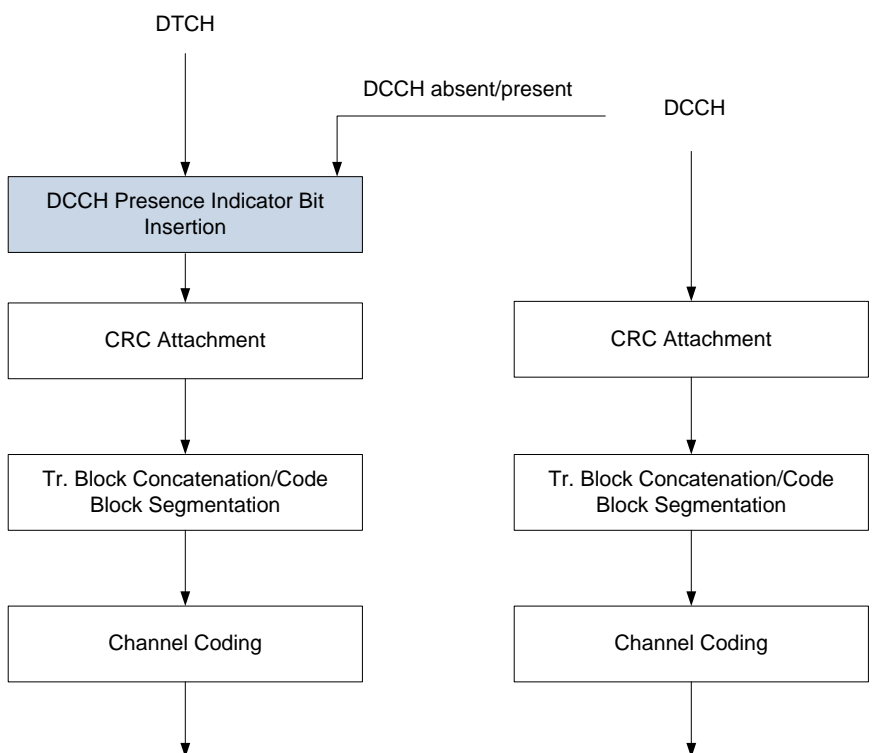 DTCH
DCCH absent/present
DCCH
DCCH Presence Indicator Bit
Insertion
CRC Attachment
CRC Attachment
Tr. Block Concatenation/Code
Block Segmentation
Tr. Block Concatenation/Code
Block Segmentation
Channel Coding
Channel Coding